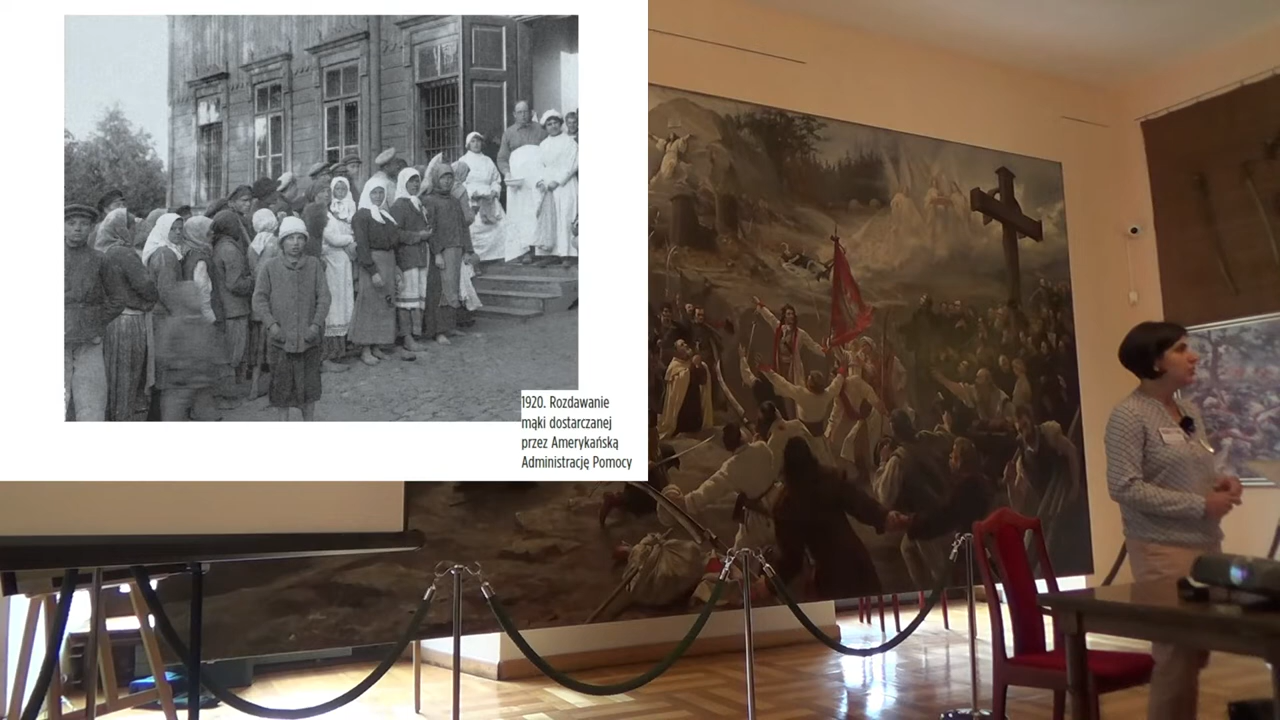 1920. Rozdawanie
mąki dostarczanej
przez Amerykańską
Administrację Pomocy